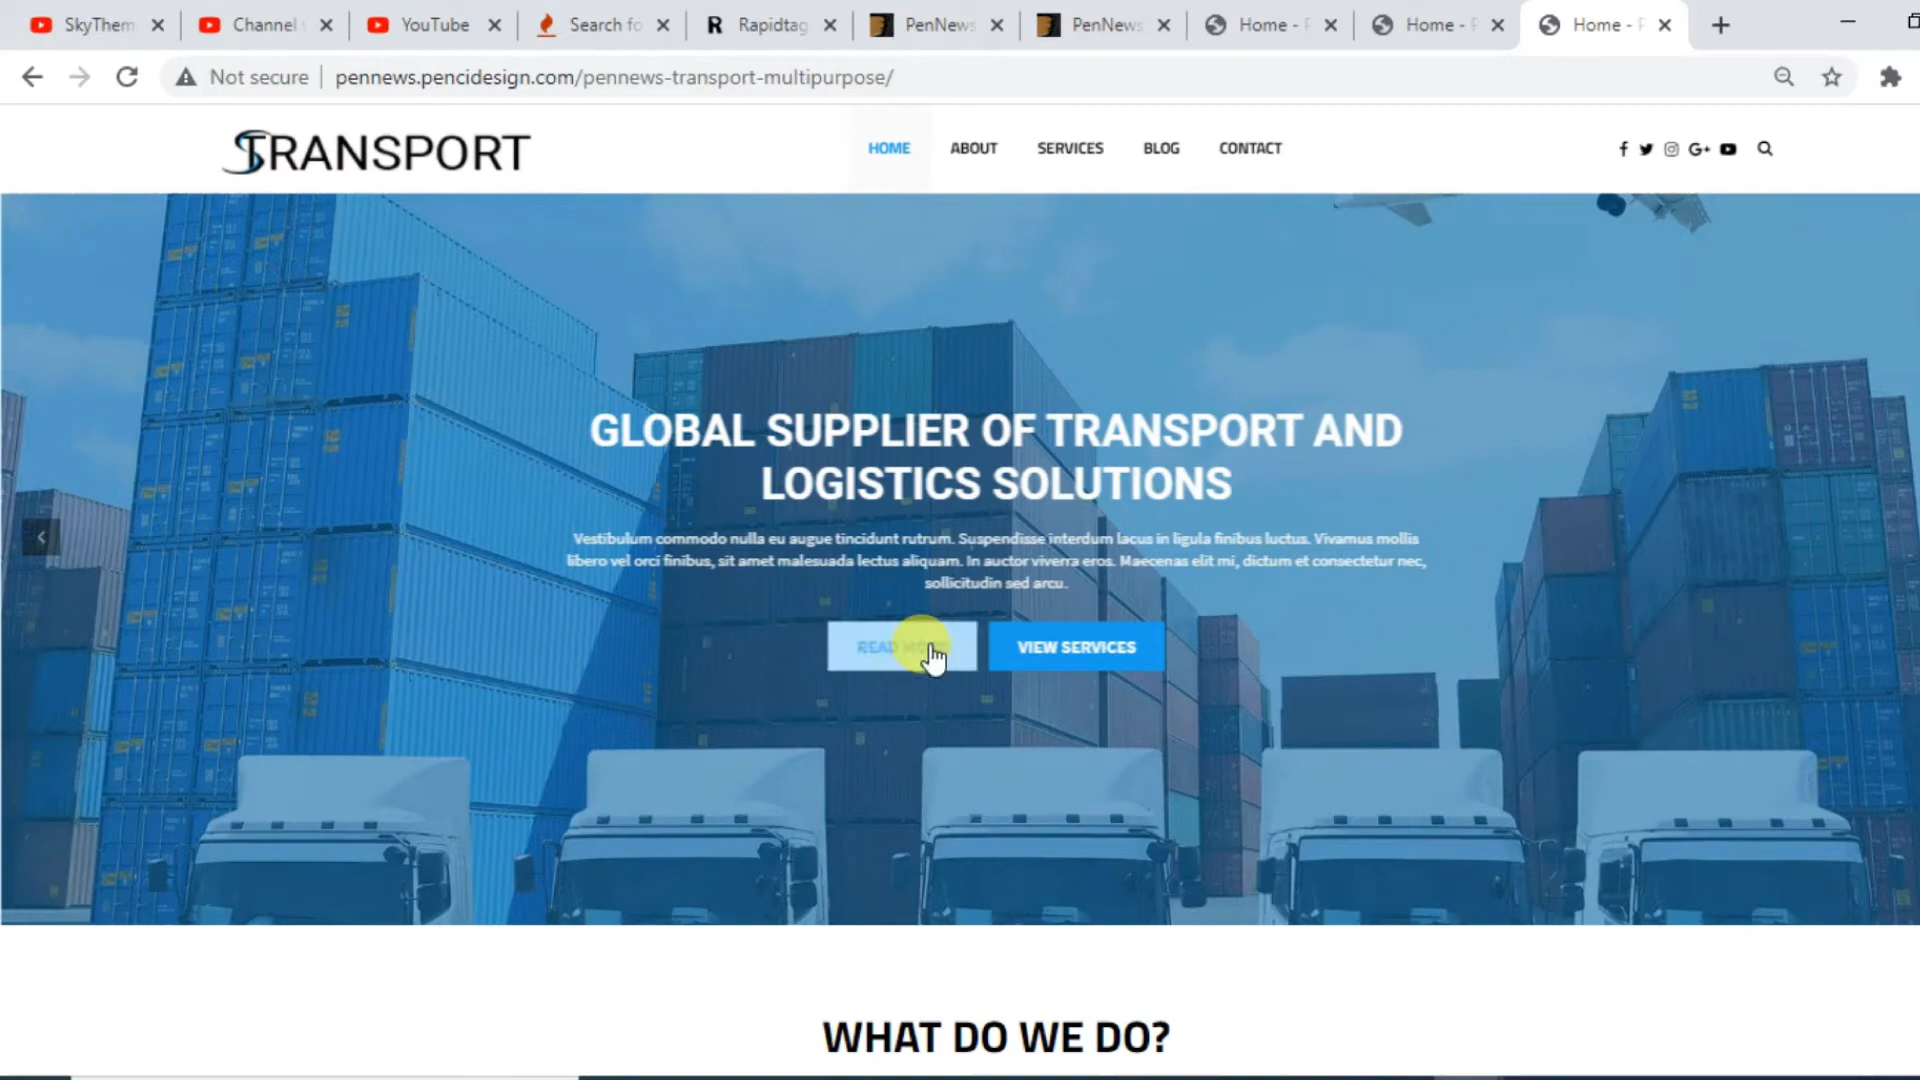 SkyThem
Channel
YouTube
Search fo
Rapidtag
PenNews
PenNews
Home -
Home -
Home -
Not secure
pennews.pencidesign.com/pennews-transport-multipurpose/
TRANSPORT
HOME
ABOUT
SERVICES
BLOG
CONTACT
GLOBAL SUPPLIER OF TRANSPORT AND
LOGISTICS SOLUTIONS
Vestibulum commodo nulla eu augue tincidunt rutrum. Suspendisse interdum lacus in ligula finibus luctus. Vivamus mollis
libero vel orci finibus, sit amet malesuada lectus aliquam. In auctor viverra eros. Maecenas elit mi, dictum et consectetur nec,
sollicitudin sed arcu.
READ
VIEW SERVICES
WHAT DO WE DO?